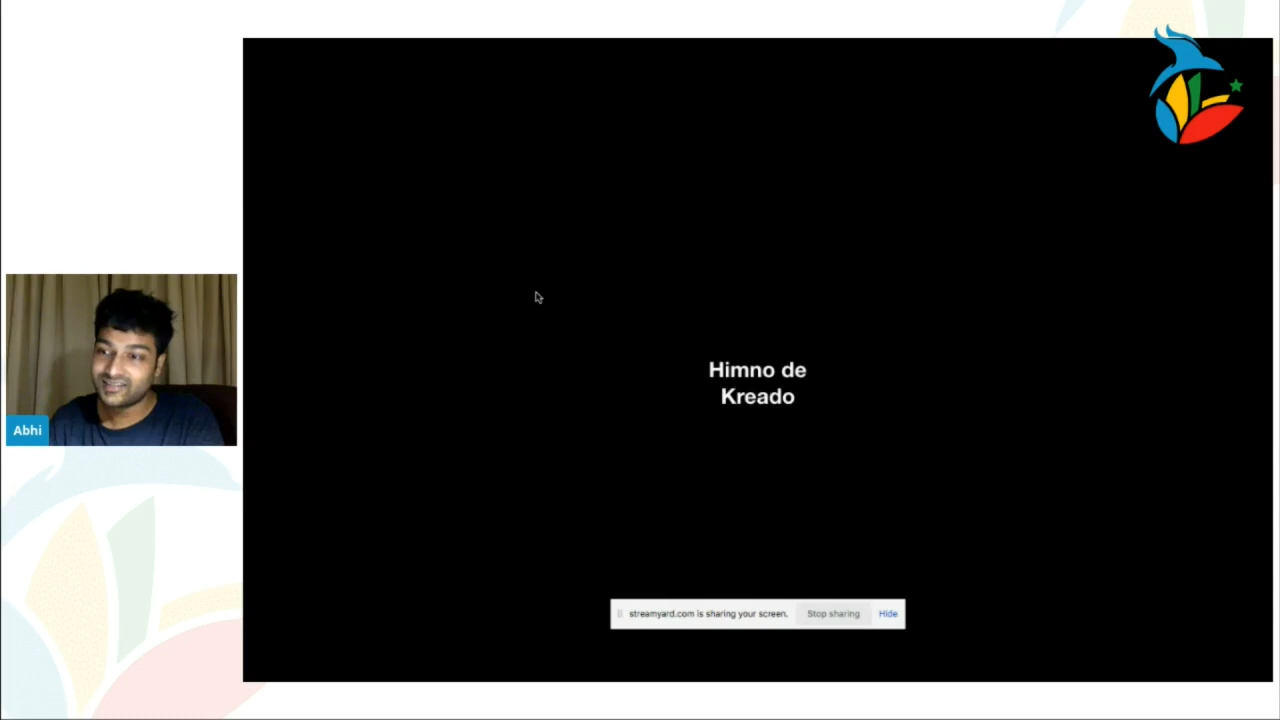 Himno de
Kreado
Abhi
streamyard.com is sharing your screen. Stop sharing Hide